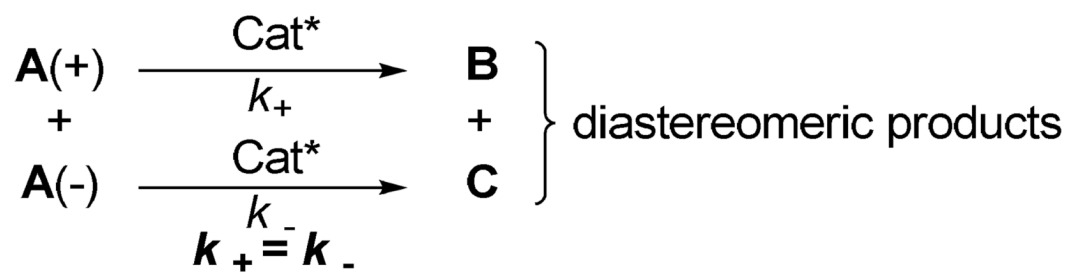 A(+) Cat* B
k+
+ + diastereomeric products
A(-) Cat* C
k-
k + = k -